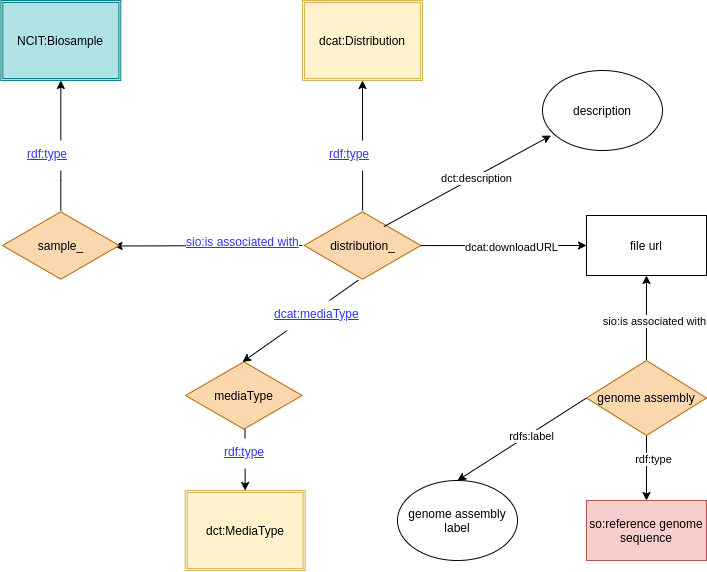 NCIT:Biosample
dcat:Distribution
description
rdf:type
rdf:type
dct:description
sample_
sio:is associated with
distribution_
dcat:downloadURL
file url
dcat:mediaType
sio:is associated with
mediaType
genome assembly
rdfs:label
rdf:type
rdf:type
genome assembly
label
dct:MediaType
so:reference genome
sequence